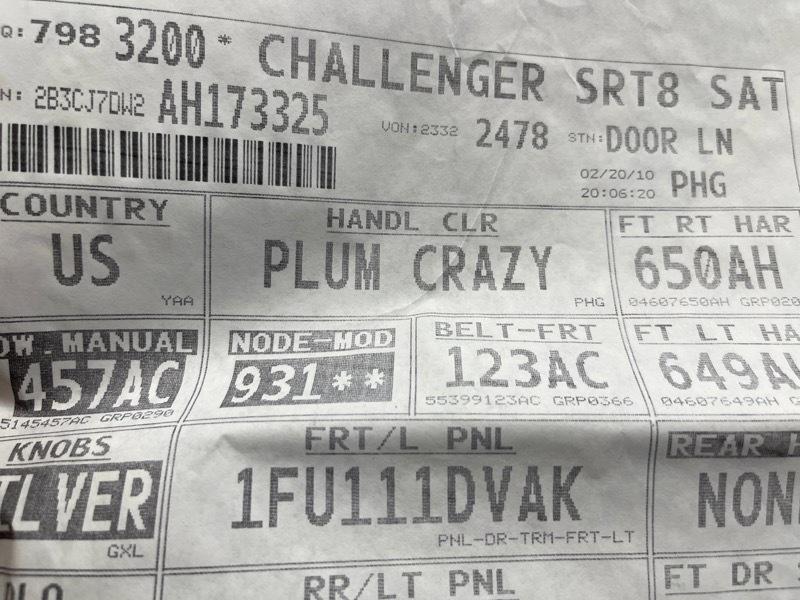 Q: 798 3200* CHALLENGER SRT8 SAT
N: 2B3CJ7DW2 AH173325
VON:2332 2478 STN:DOOR LN
02/20/10
20:06:20 PHG
COUNTRY
US
YAA
HANDL CLR
PLUM CRAZY
PHG
FT RT HAR
650AH
04607650AH GRP020
OW.MANUAL
457AC
5145457AC GRP0290
NODE-MOD
931**
BELT-FRT
123AC
55399123AC GRP0366
FT LT HA
649A
04607649AH G
KNOBS
ILVER
GXL
FRT/L PNL
1FU111DVAK
PNL-DR-TRM-FRT-LT
REAR H
NON
RR/LT PNL
FT DR